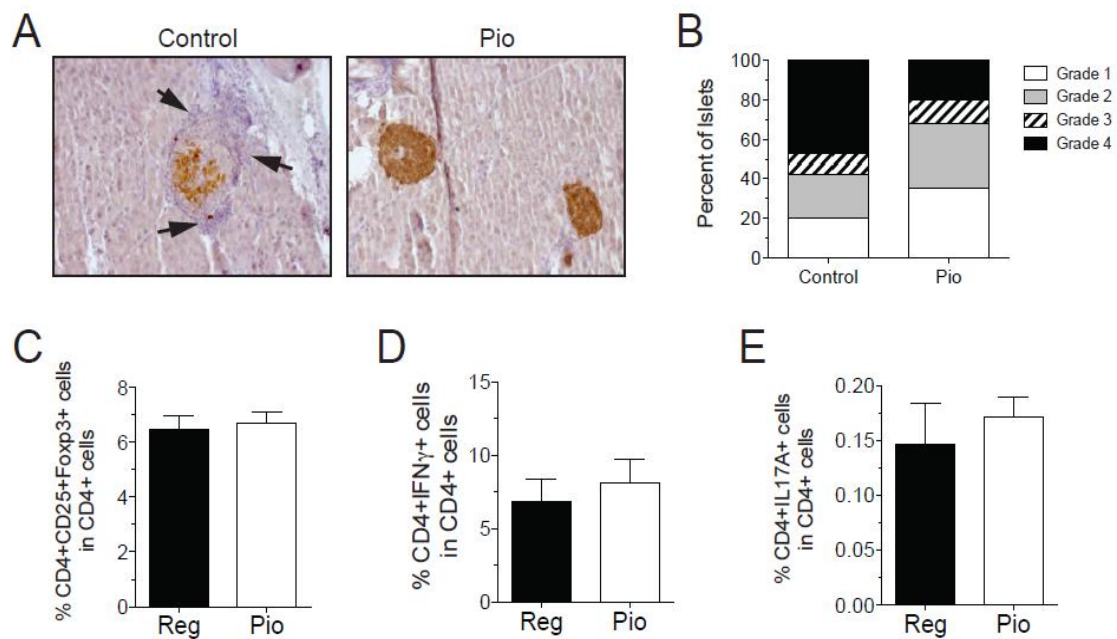 A
Control
Pio
B
Percent of Islets
100
80
60
40
20
0
Control
Pio
Grade 1
Grade 2
Grade 3
Grade 4
C
% CD4+CD25+Foxp3+ cells
in CD4+ cells
8
6
4
2
0
Reg
Pio
D
% CD4+IFNγ+ cells
in CD4+ cells
15
10
5
0
Reg
Pio
E
% CD4+IL17A+ cells
in CD4+ cells
0.20
0.15
0.10
0.05
0.00
Reg
Pio